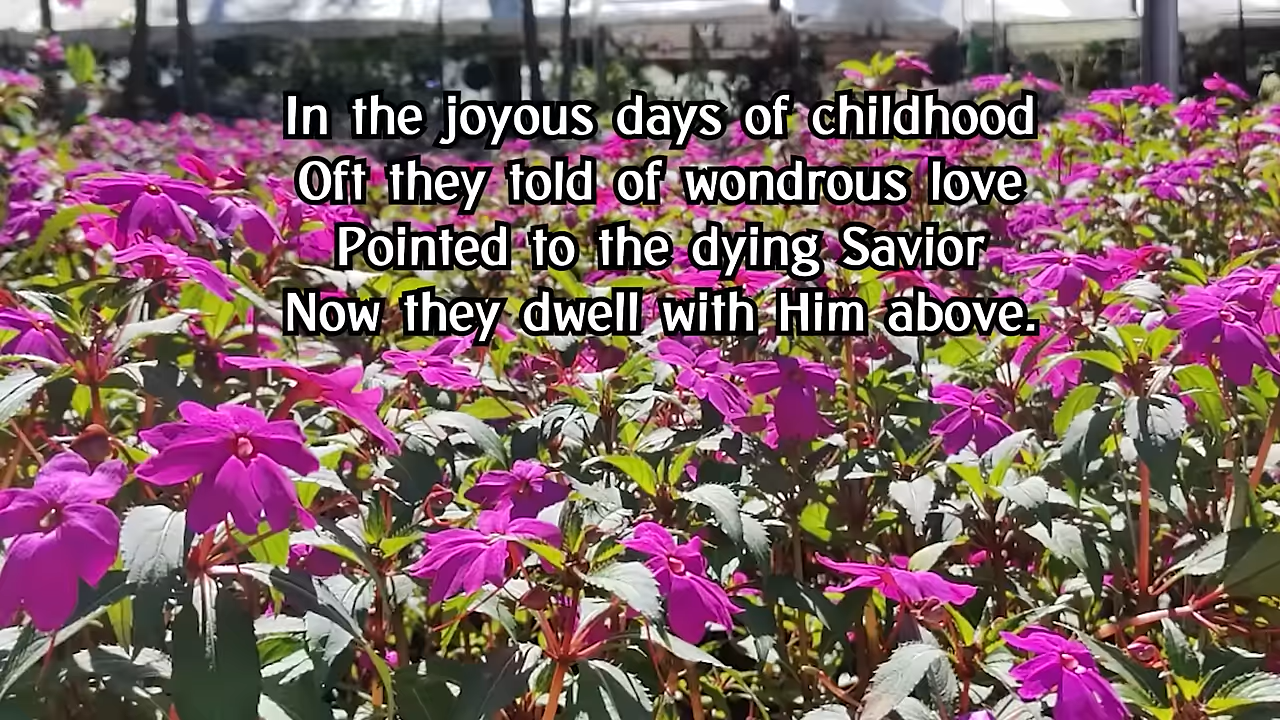 In the joyous days of childhood
Oft they told of wondrous love
Pointed to the dying Savior
Now they dwell with Him above.